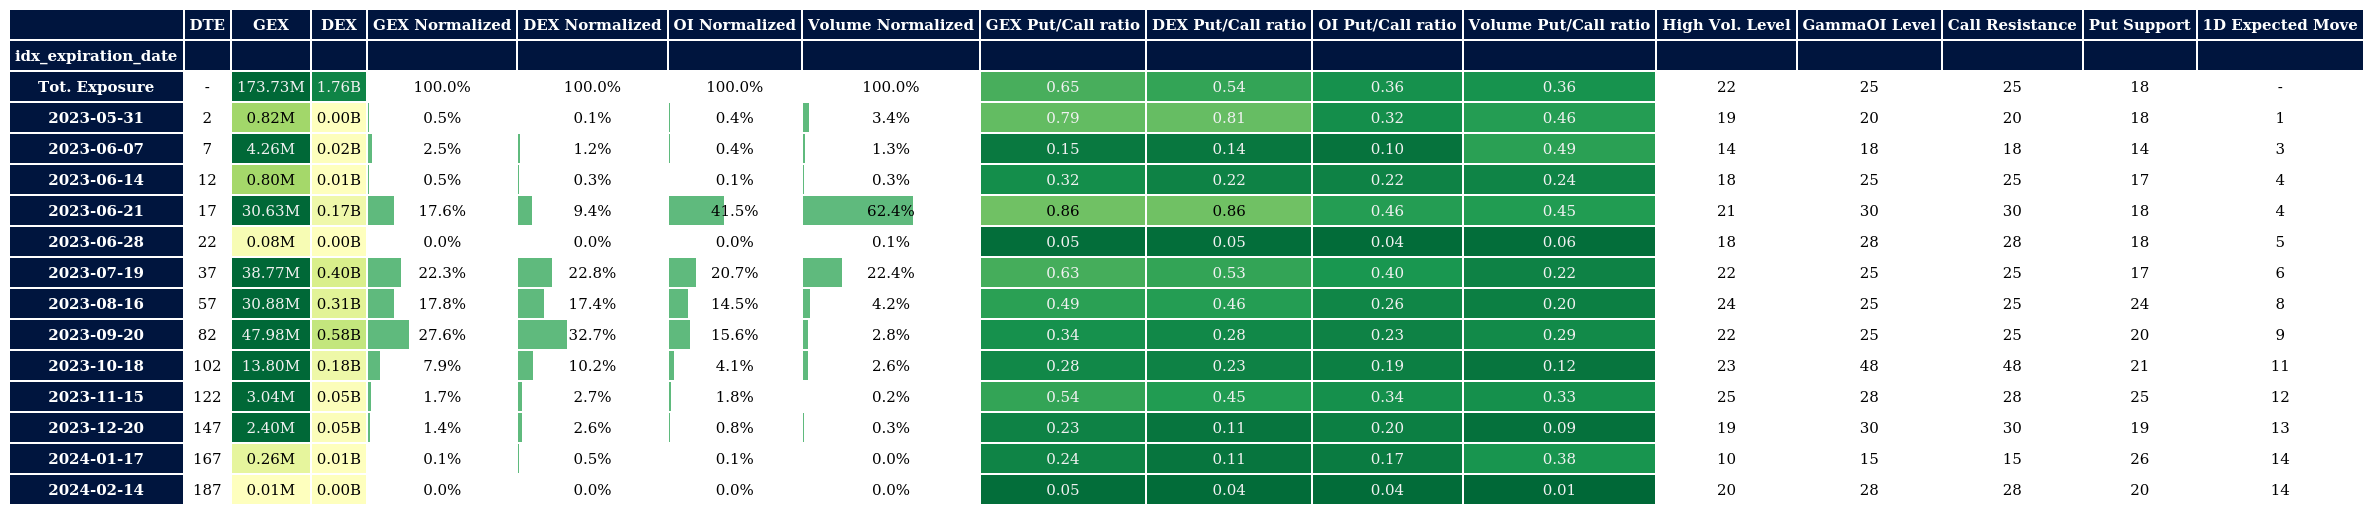 DTE GEX DEX GEX Normalized DEX Normalized OI Normalized Volume Normalized GEX Put/Call ratio DEX Put/Call ratio OI Put/Call ratio Volume Put/Call ratio High Vol. Level GammaOI Level Call Resistance Put Support 1D Expected Move
idx_expiration_date
Tot. Exposure - 173.73M 1.76B 100.0% 100.0% 100.0% 100.0% 0.65 0.54 0.36 0.36 22 25 25 18 -
2023-05-31 2 0.82M 0.00B 0.5% 0.1% 0.4% 3.4% 0.79 0.81 0.32 0.46 19 20 20 18 1
2023-06-07 7 4.26M 0.02B 2.5% 1.2% 0.4% 1.3% 0.15 0.14 0.10 0.49 14 18 18 14 3
2023-06-14 12 0.80M 0.01B 0.5% 0.3% 0.1% 0.3% 0.32 0.22 0.22 0.24 18 25 25 17 4
2023-06-21 17 30.63M 0.17B 17.6% 9.4% 41.5% 62.4% 0.86 0.86 0.46 0.45 21 30 30 18 4
2023-06-28 22 0.08M 0.00B 0.0% 0.0% 0.0% 0.1% 0.05 0.05 0.04 0.06 18 28 28 18 5
2023-07-19 37 38.77M 0.40B 22.3% 22.8% 20.7% 22.4% 0.63 0.53 0.40 0.22 22 25 25 17 6
2023-08-16 57 30.88M 0.31B 17.8% 17.4% 14.5% 4.2% 0.49 0.46 0.26 0.20 24 25 25 24 8
2023-09-20 82 47.98M 0.58B 27.6% 32.7% 15.6% 2.8% 0.34 0.28 0.23 0.29 22 25 25 20 9
2023-10-18 102 13.80M 0.18B 7.9% 10.2% 4.1% 2.6% 0.28 0.23 0.19 0.12 23 48 48 21 11
2023-11-15 122 3.04M 0.05B 1.7% 2.7% 1.8% 0.2% 0.54 0.45 0.34 0.33 25 28 28 25 12
2023-12-20 147 2.40M 0.05B 1.4% 2.6% 0.8% 0.3% 0.23 0.11 0.20 0.09 19 30 30 19 13
2024-01-17 167 0.26M 0.01B 0.1% 0.5% 0.1% 0.0% 0.24 0.11 0.17 0.38 10 15 15 26 14
2024-02-14 187 0.01M 0.00B 0.0% 0.0% 0.0% 0.0% 0.05 0.04 0.04 0.01 20 28 28 20 14